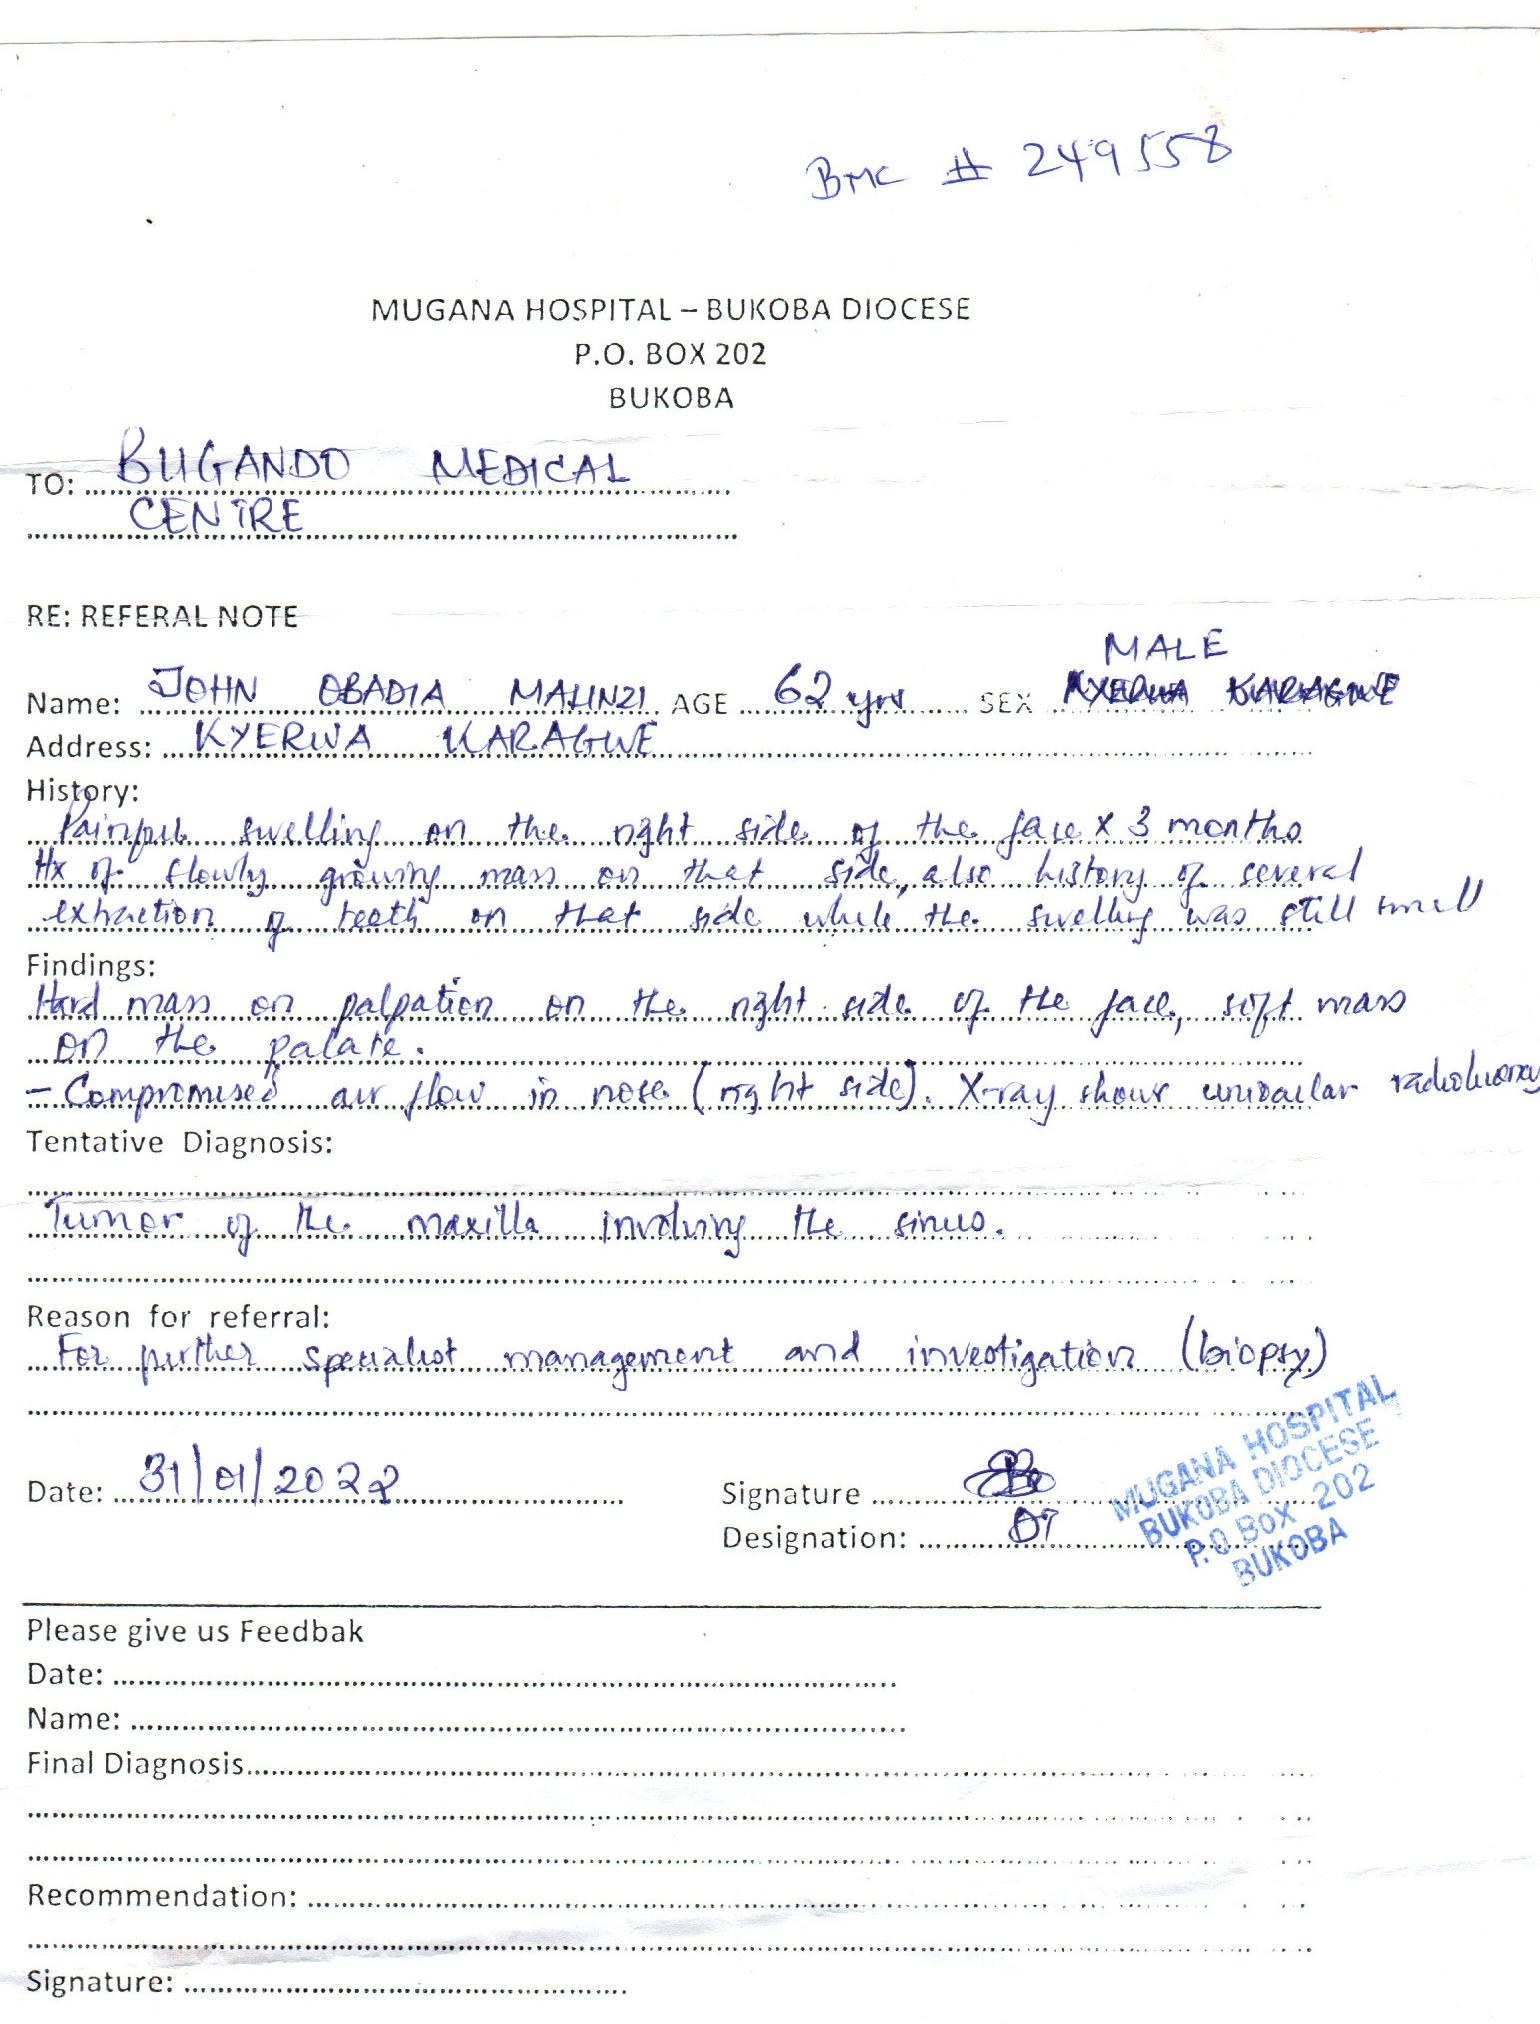 BMC # 249558
MUGANA HOSPITAL – BUKOBA DIOCESE
P.O. BOX 202
BUKOBA
TO: BUGANDO MEDICAL
CENTRE
RE: REFERAL NOTE
MALE
Name: JOHN OBADIA MALINZI AGE 62 yrs SEX KYERWA KARAGWE
Address: KYERWA KARAGWE
History:
Painful swelling on the right side of the face x 3 months
Hx of slowly growing mass on that side, also history of several
extraction of teeth on that side while the swelling was still small
Findings:
Hard mass on palpation on the right side of the face, soft mass
on the palate.
- Compromised air flow in nose (right side). X-ray shows uniocular radiolucency
Tentative Diagnosis:
Tumor of the maxilla involving the sinus.
Reason for referral:
For further specialist management and investigation (biopsy)
Date: 31/01/2022 Signature
Designation:
MUGANA HOSPITAL
BUKOBA DIOCESE
P.O BOX 202
BUKOBA
Please give us Feedbak
Date:
Name:
Final Diagnosis
Recommendation:
Signature: